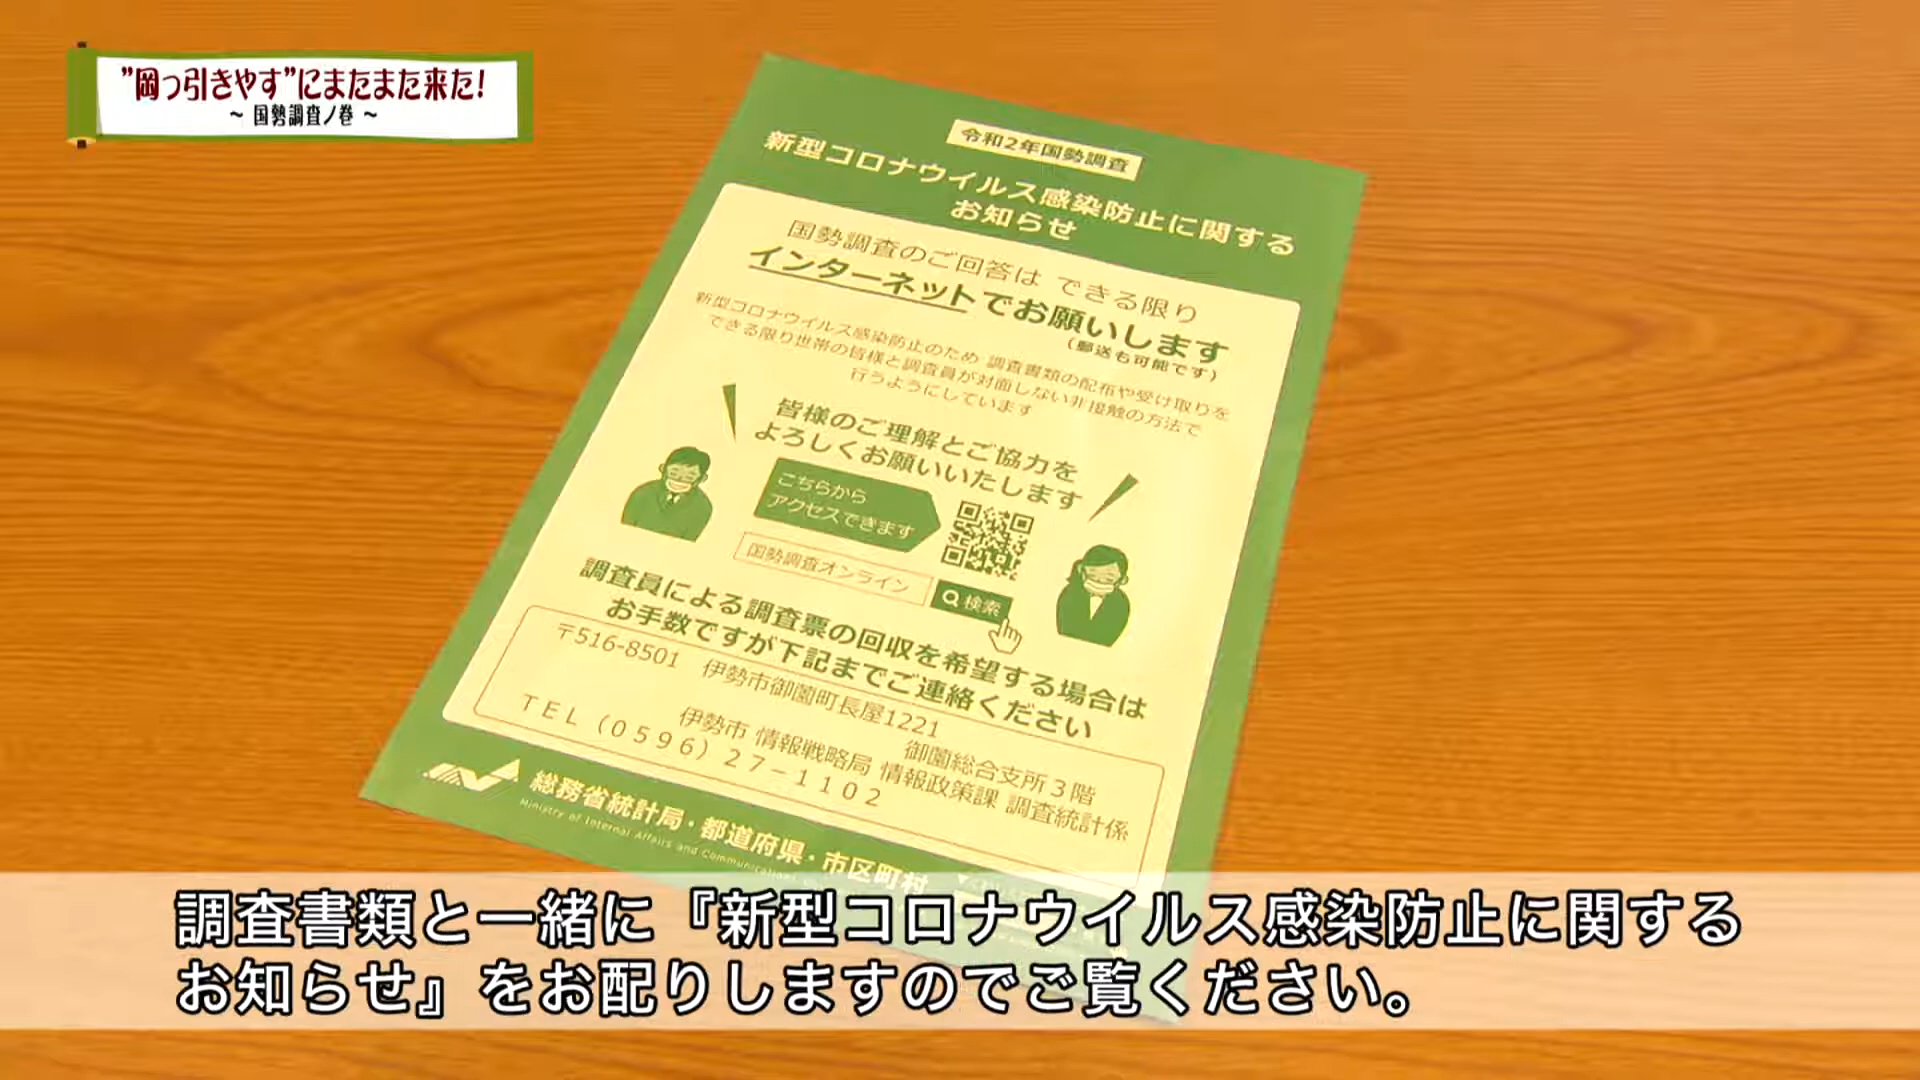 ”岡っ引きやす”にまたまた来た!
～ 国勢調査ノ巻 ～
令和2年国勢調査
新型コロナウイルス感染防止に関する
お知らせ
国勢調査のご回答は できる限り
インターネットでお願いします
(郵送も可能です)
新型コロナウイルス感染防止のため 調査書類の配布や受け取りを
できる限り世帯の皆様と調査員が対面しない非接触の方法で
行うようにしています
皆様のご理解とご協力を
よろしくお願いいたします
こちらから
アクセスできます
国勢調査オンライン
検索
調査員による調査票の回収を希望する場合は
お手数ですが下記までご連絡ください
〒516-8501 伊勢市御薗町長屋1221
御薗総合支所3階
伊勢市 情報戦略局 情報政策課 調査統計係
TEL(0596)27-1102
総務省統計局・都道府県・市区町村
Ministry of Internal Affairs and Communications
調査書類と一緒に『新型コロナウイルス感染防止に関する
お知らせ』をお配りしますのでご覧ください。